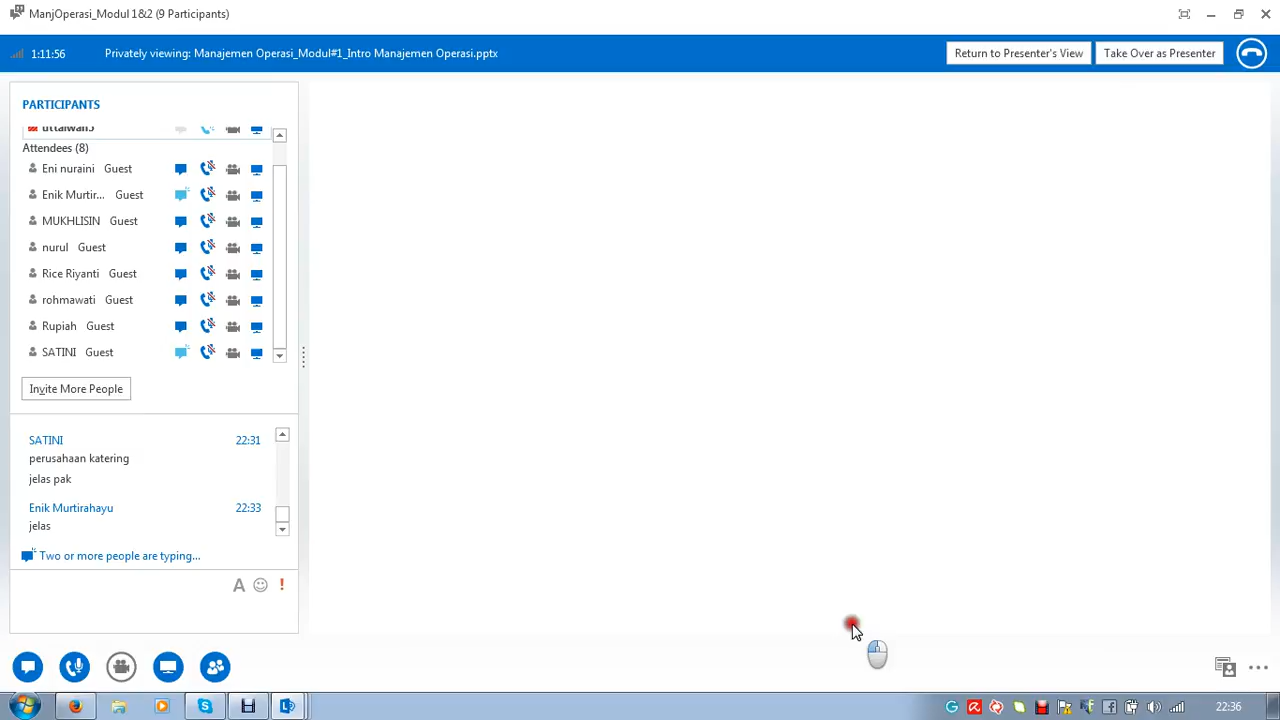 ManjOperasi_Modul 1&2 (9 Participants)
1:11:56
Privately viewing: Manajemen Operasi_Modul#1_Intro Manajemen Operasi.pptx
Return to Presenter's View
Take Over as Presenter
PARTICIPANTS
Attendees (8)
Eni nuraini Guest
Enik Murtir... Guest
MUKHLISIN Guest
nurul Guest
Rice Riyanti Guest
rohmawati Guest
Rupiah Guest
SATINI Guest
Invite More People
SATINI 22:31
perusahaan katering
jelas pak
Enik Murtirahayu 22:33
jelas
Two or more people are typing...
A
!
22:36